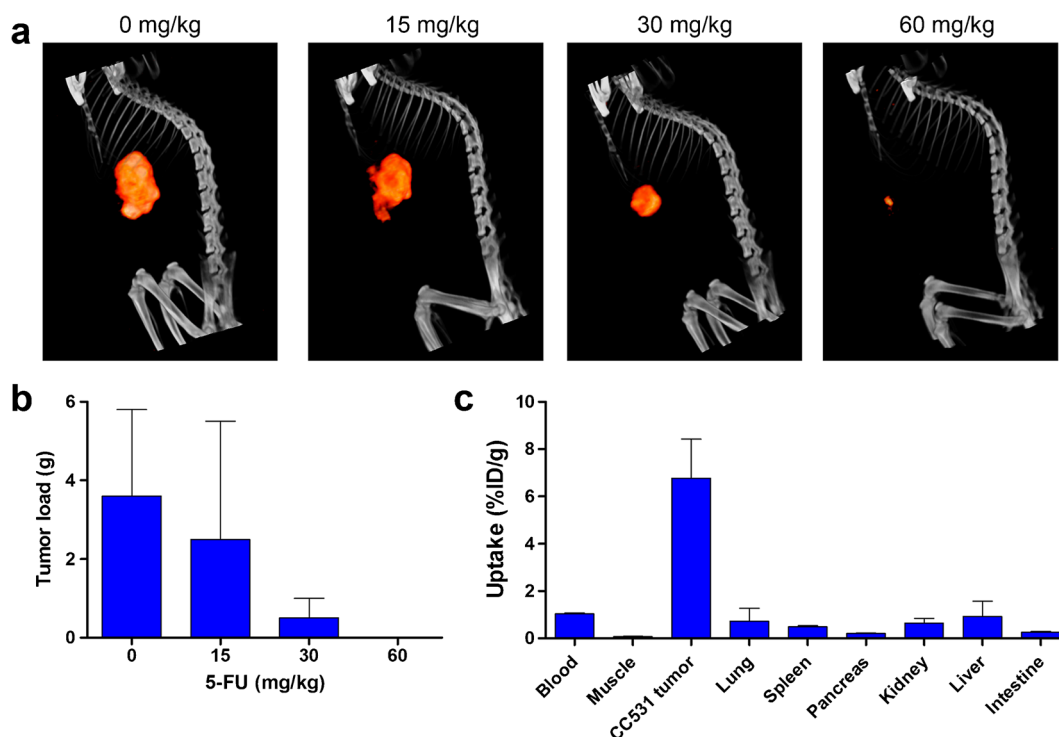 a
0 mg/kg
15 mg/kg
30 mg/kg
60 mg/kg
b
Tumor load (g)
6
4
2
0
0
15
30
60
5-FU (mg/kg)
c
Uptake (%ID/g)
10
8
6
4
2
0
Blood
Muscle
CC531 tumor
Lung
Spleen
Pancreas
Kidney
Liver
Intestine